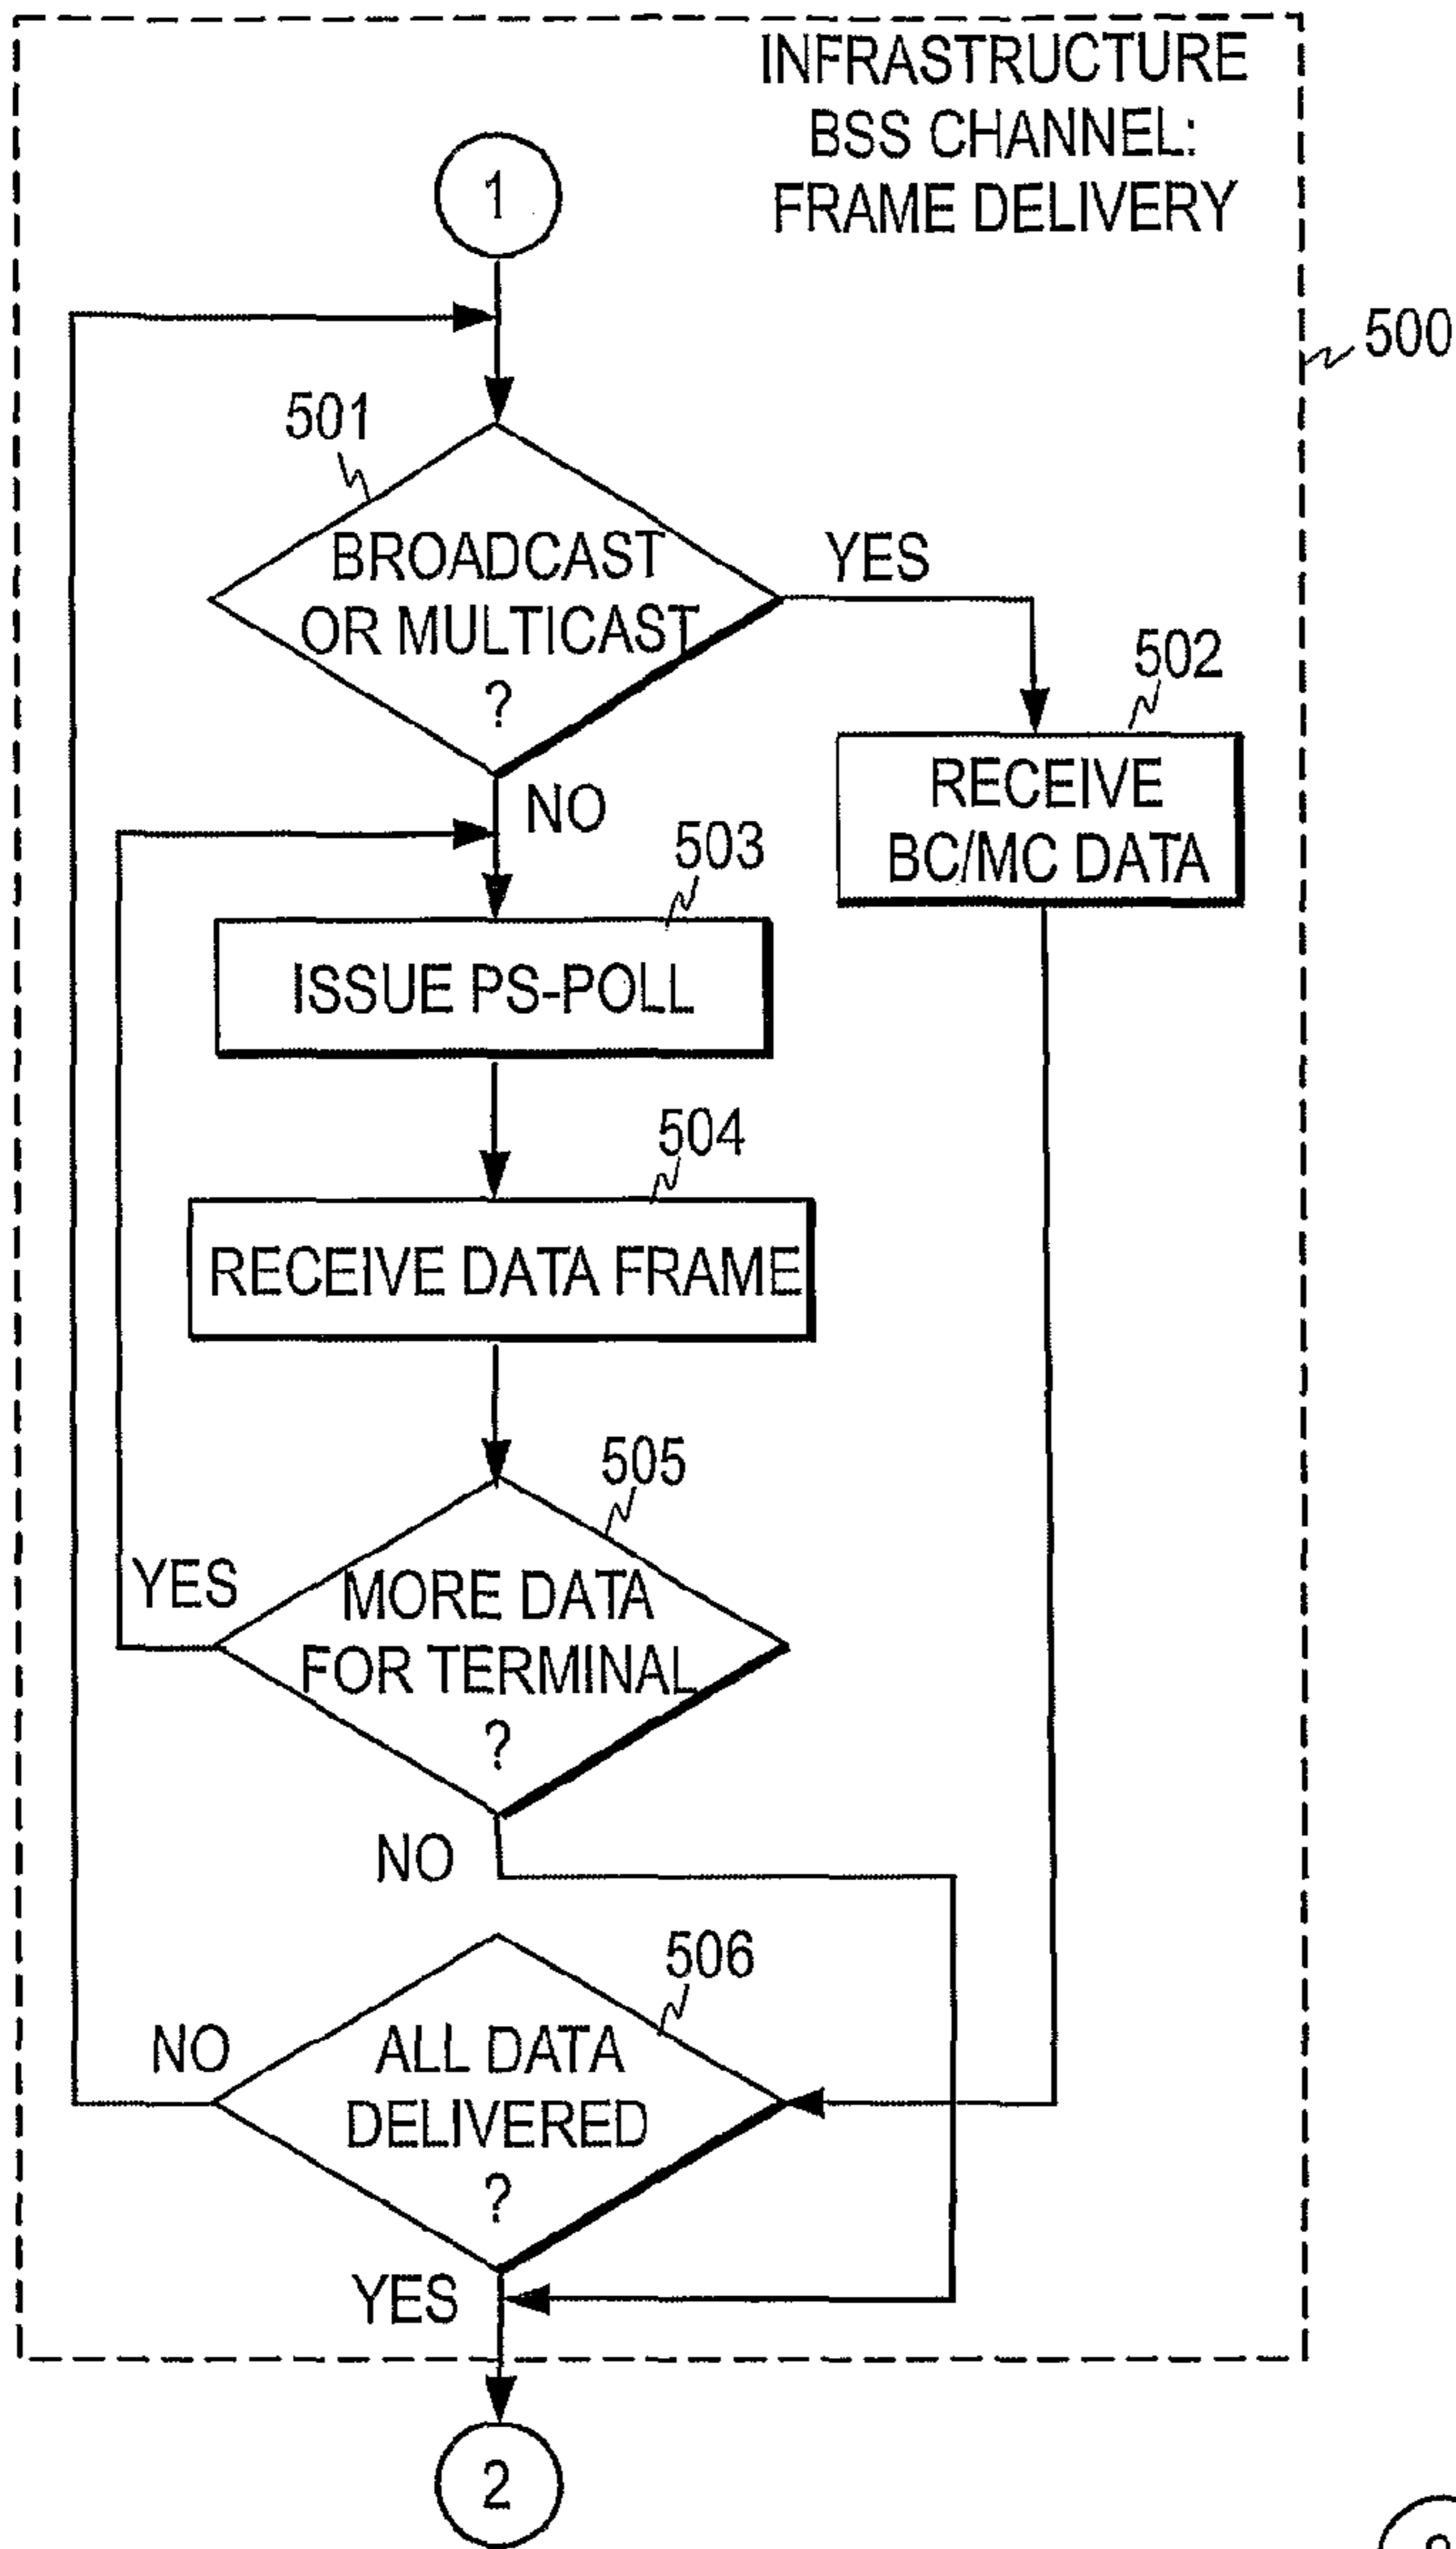 INFRASTRUCTURE
BSS CHANNEL:
FRAME DELIVERY
1
500
501
BROADCAST
OR MULTICAST
?
YES
502
RECEIVE
BC/MC DATA
NO
503
ISSUE PS-POLL
504
RECEIVE DATA FRAME
505
YES
MORE DATA
FOR TERMINAL
?
NO
506
NO
ALL DATA
DELIVERED
?
YES
2